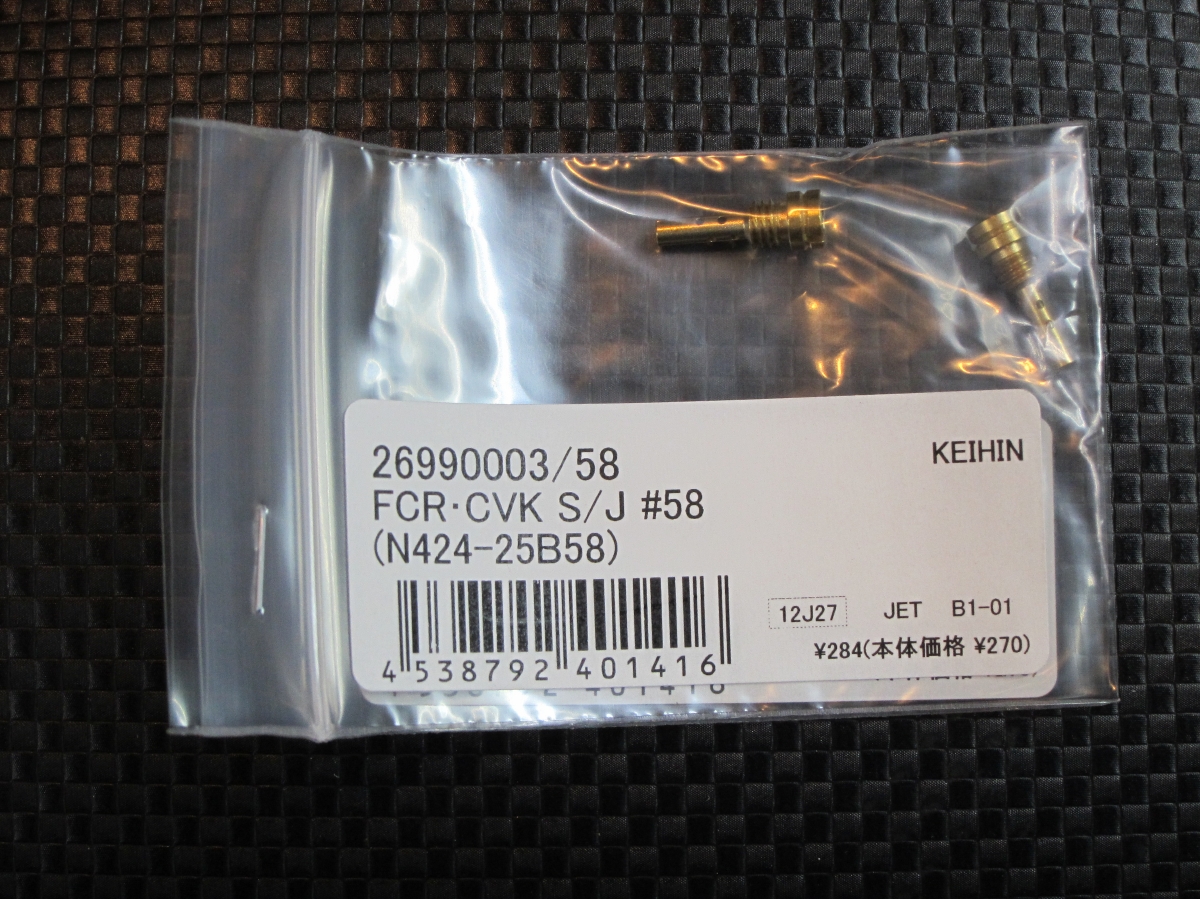 26990003/58
KEIHIN
FCR･CVK S/J #58
(N424-25B58)
12J27 JET B1-01
¥284(本体価格 ¥270)
4 538792 401416
401416